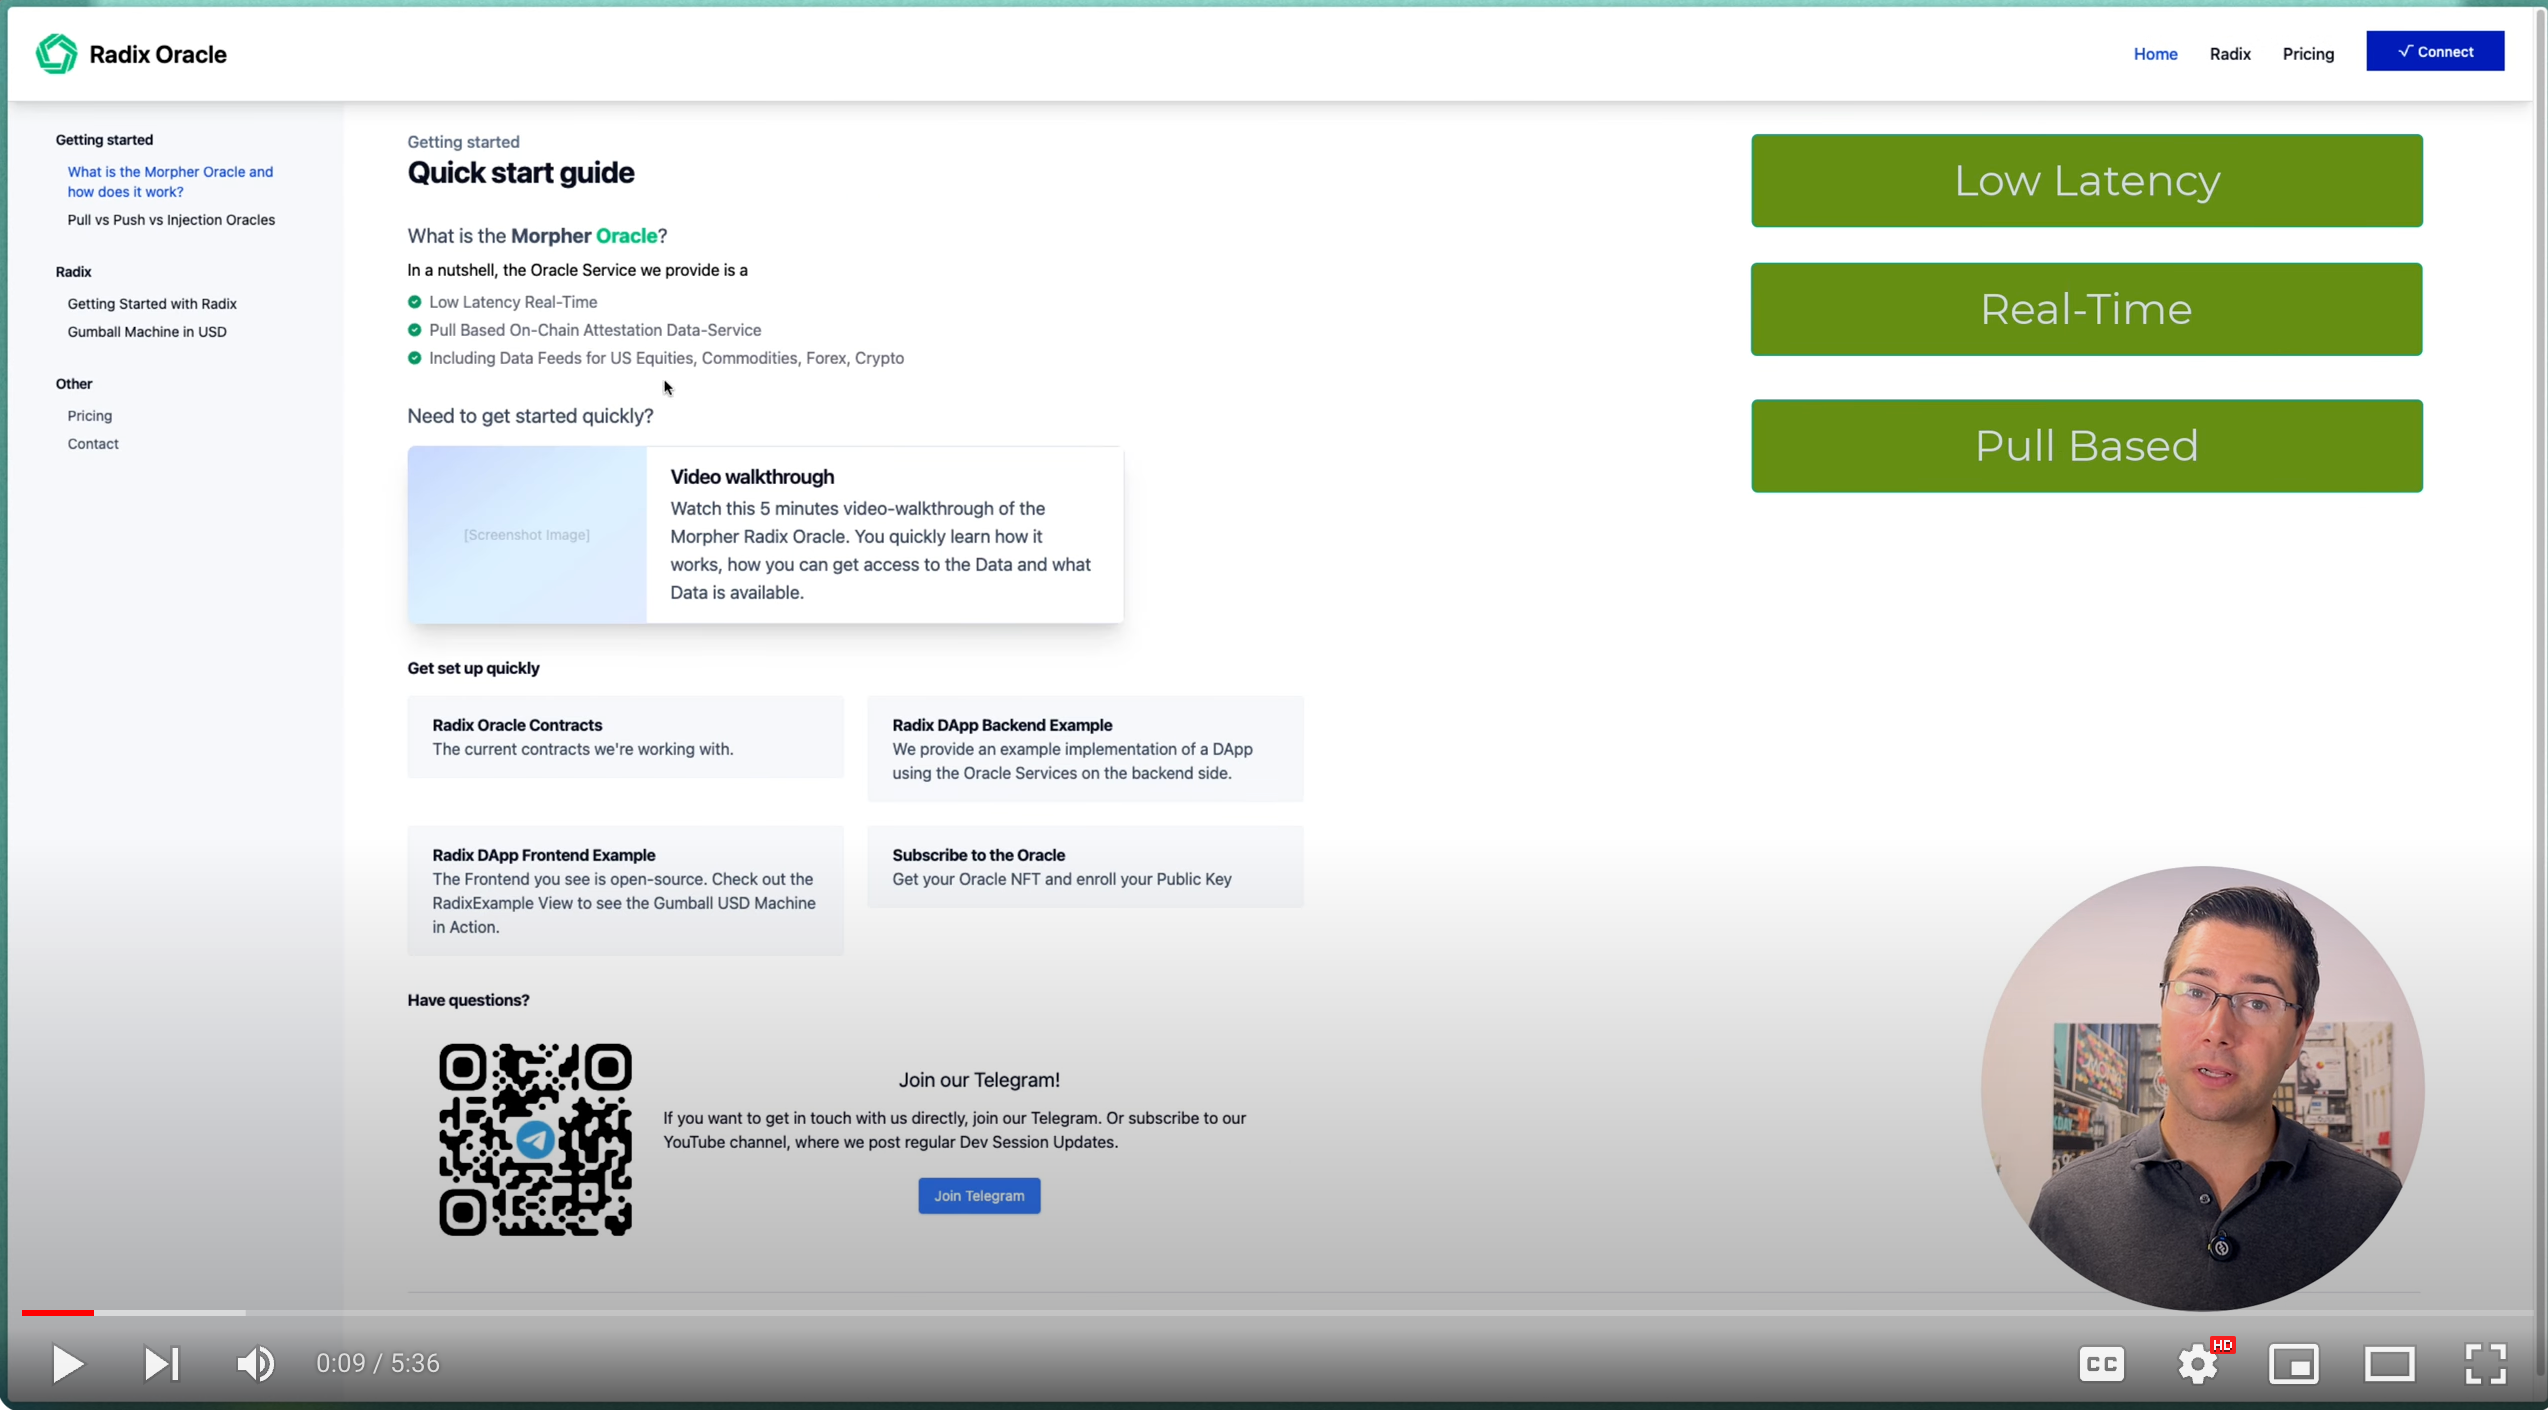 Radix Oracle
Home
Radix
Pricing
Connect
Getting started
What is the Morpher Oracle and
how does it work?
Pull vs Push vs Injection Oracles
Radix
Getting Started with Radix
Gumball Machine in USD
Other
Pricing
Contact
Getting started
Quick start guide
What is the Morpher Oracle?
In a nutshell, the Oracle Service we provide is a
Low Latency Real-Time
Pull Based On-Chain Attestation Data-Service
Including Data Feeds for US Equities, Commodities, Forex, Crypto
Need to get started quickly?
[Screenshot Image]
Video walkthrough
Watch this 5 minutes video-walkthrough of the
Morpher Radix Oracle. You quickly learn how it
works, how you can get access to the Data and what
Data is available.
Get set up quickly
Radix Oracle Contracts
The current contracts we're working with.
Radix DApp Backend Example
We provide an example implementation of a DApp
using the Oracle Services on the backend side.
Radix DApp Frontend Example
The Frontend you see is open-source. Check out the
RadixExample View to see the Gumball USD Machine
in Action.
Subscribe to the Oracle
Get your Oracle NFT and enroll your Public Key
Have questions?
Join our Telegram!
If you want to get in touch with us directly, join our Telegram. Or subscribe to our
YouTube channel, where we post regular Dev Session Updates.
Join Telegram
Low Latency
Real-Time
Pull Based
0:09 / 5:36
CC
HD